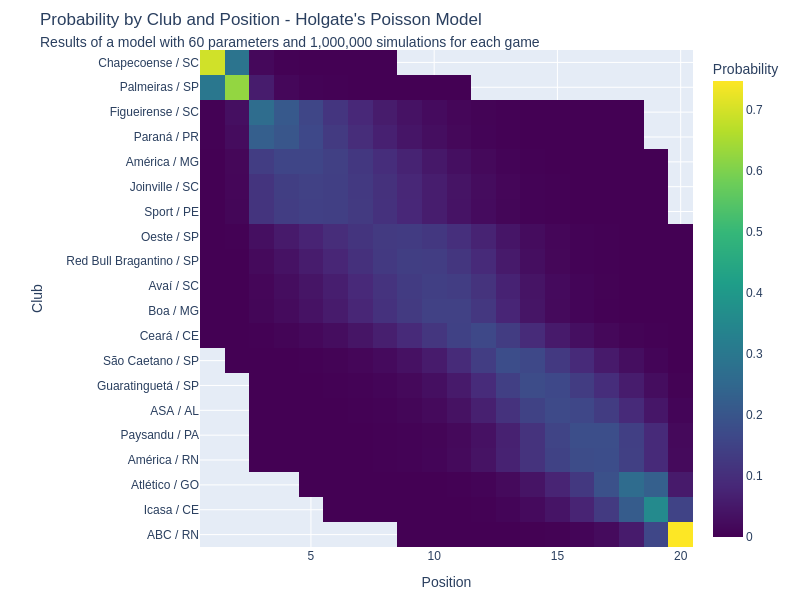 Probability by Club and Position - Holgate's Poisson Model
Results of a model with 60 parameters and 1,000,000 simulations for each game
Probability
Chapecoense / SC
Palmeiras / SP
Figueirense / SC
Paraná / PR
América / MG
Joinville / SC
Sport / PE
Oeste / SP
Red Bull Bragantino / SP
Avaí / SC
Boa / MG
Ceará / CE
São Caetano / SP
Guaratinguetá / SP
ASA / AL
Paysandu / PA
América / RN
Atlético / GO
Icasa / CE
ABC / RN
Club
5
10
15
20
Position
0.7
0.6
0.5
0.4
0.3
0.2
0.1
0